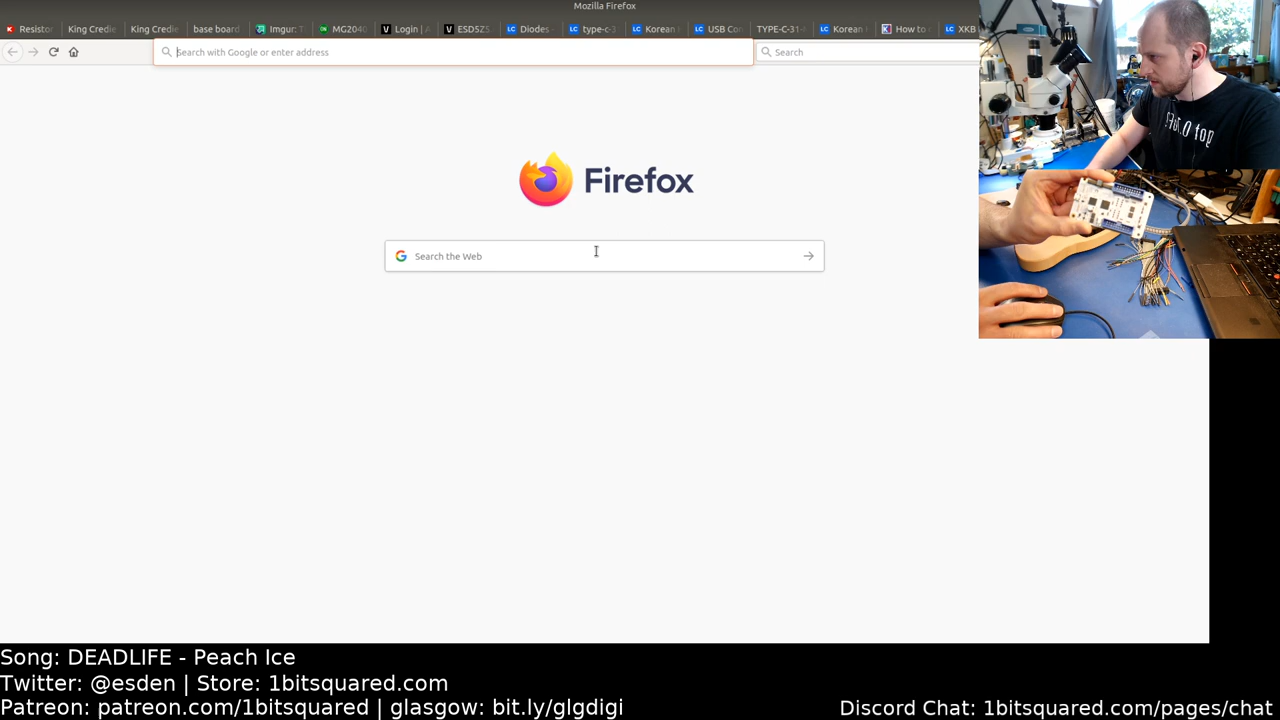 Mozilla Firefox
Resistor King Credi King Credi base board Imgur: T MG204 Login | A ESD5Z5 Diodes - type-c-3 Korean USB Co TYPE-C-31- Korean How to XKB
Search with Google or enter address
Search
Firefox
Search the Web
Song: DEADLIFE - Peach Ice
Twitter: @esden | Store: 1bitsquared.com
Patreon: patreon.com/1bitsquared | glasgow: bit.ly/glgdigi
Discord Chat: 1bitsquared.com/pages/chat